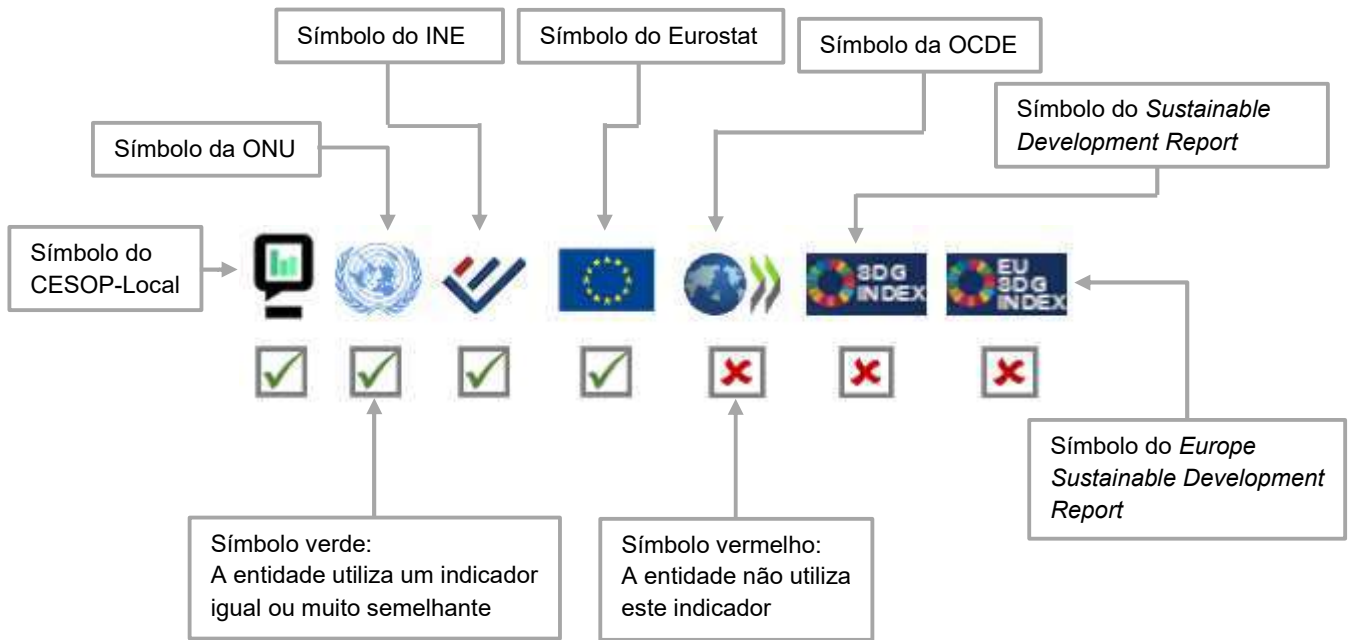 Símbolo do INE
Símbolo do Eurostat
Símbolo da OCDE
Símbolo do Sustainable
Development Report
Símbolo da ONU
Símbolo do
CESOP-Local
SDG
INDEX
EU
SDG
INDEX
Símbolo do Europe
Sustainable Development
Report
Símbolo verde:
A entidade utiliza um indicador
igual ou muito semelhante
Símbolo vermelho:
A entidade não utiliza
este indicador